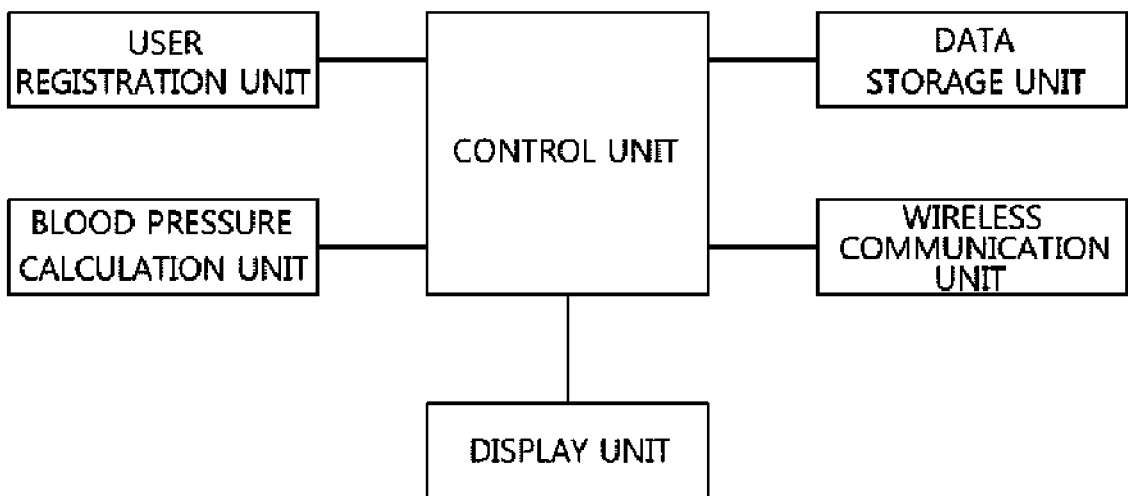 USER
REGISTRATION UNIT
CONTROL UNIT
DATA
STORAGE UNIT
BLOOD PRESSURE
CALCULATION UNIT
WIRELESS
COMMUNICATION
UNIT
DISPLAY UNIT